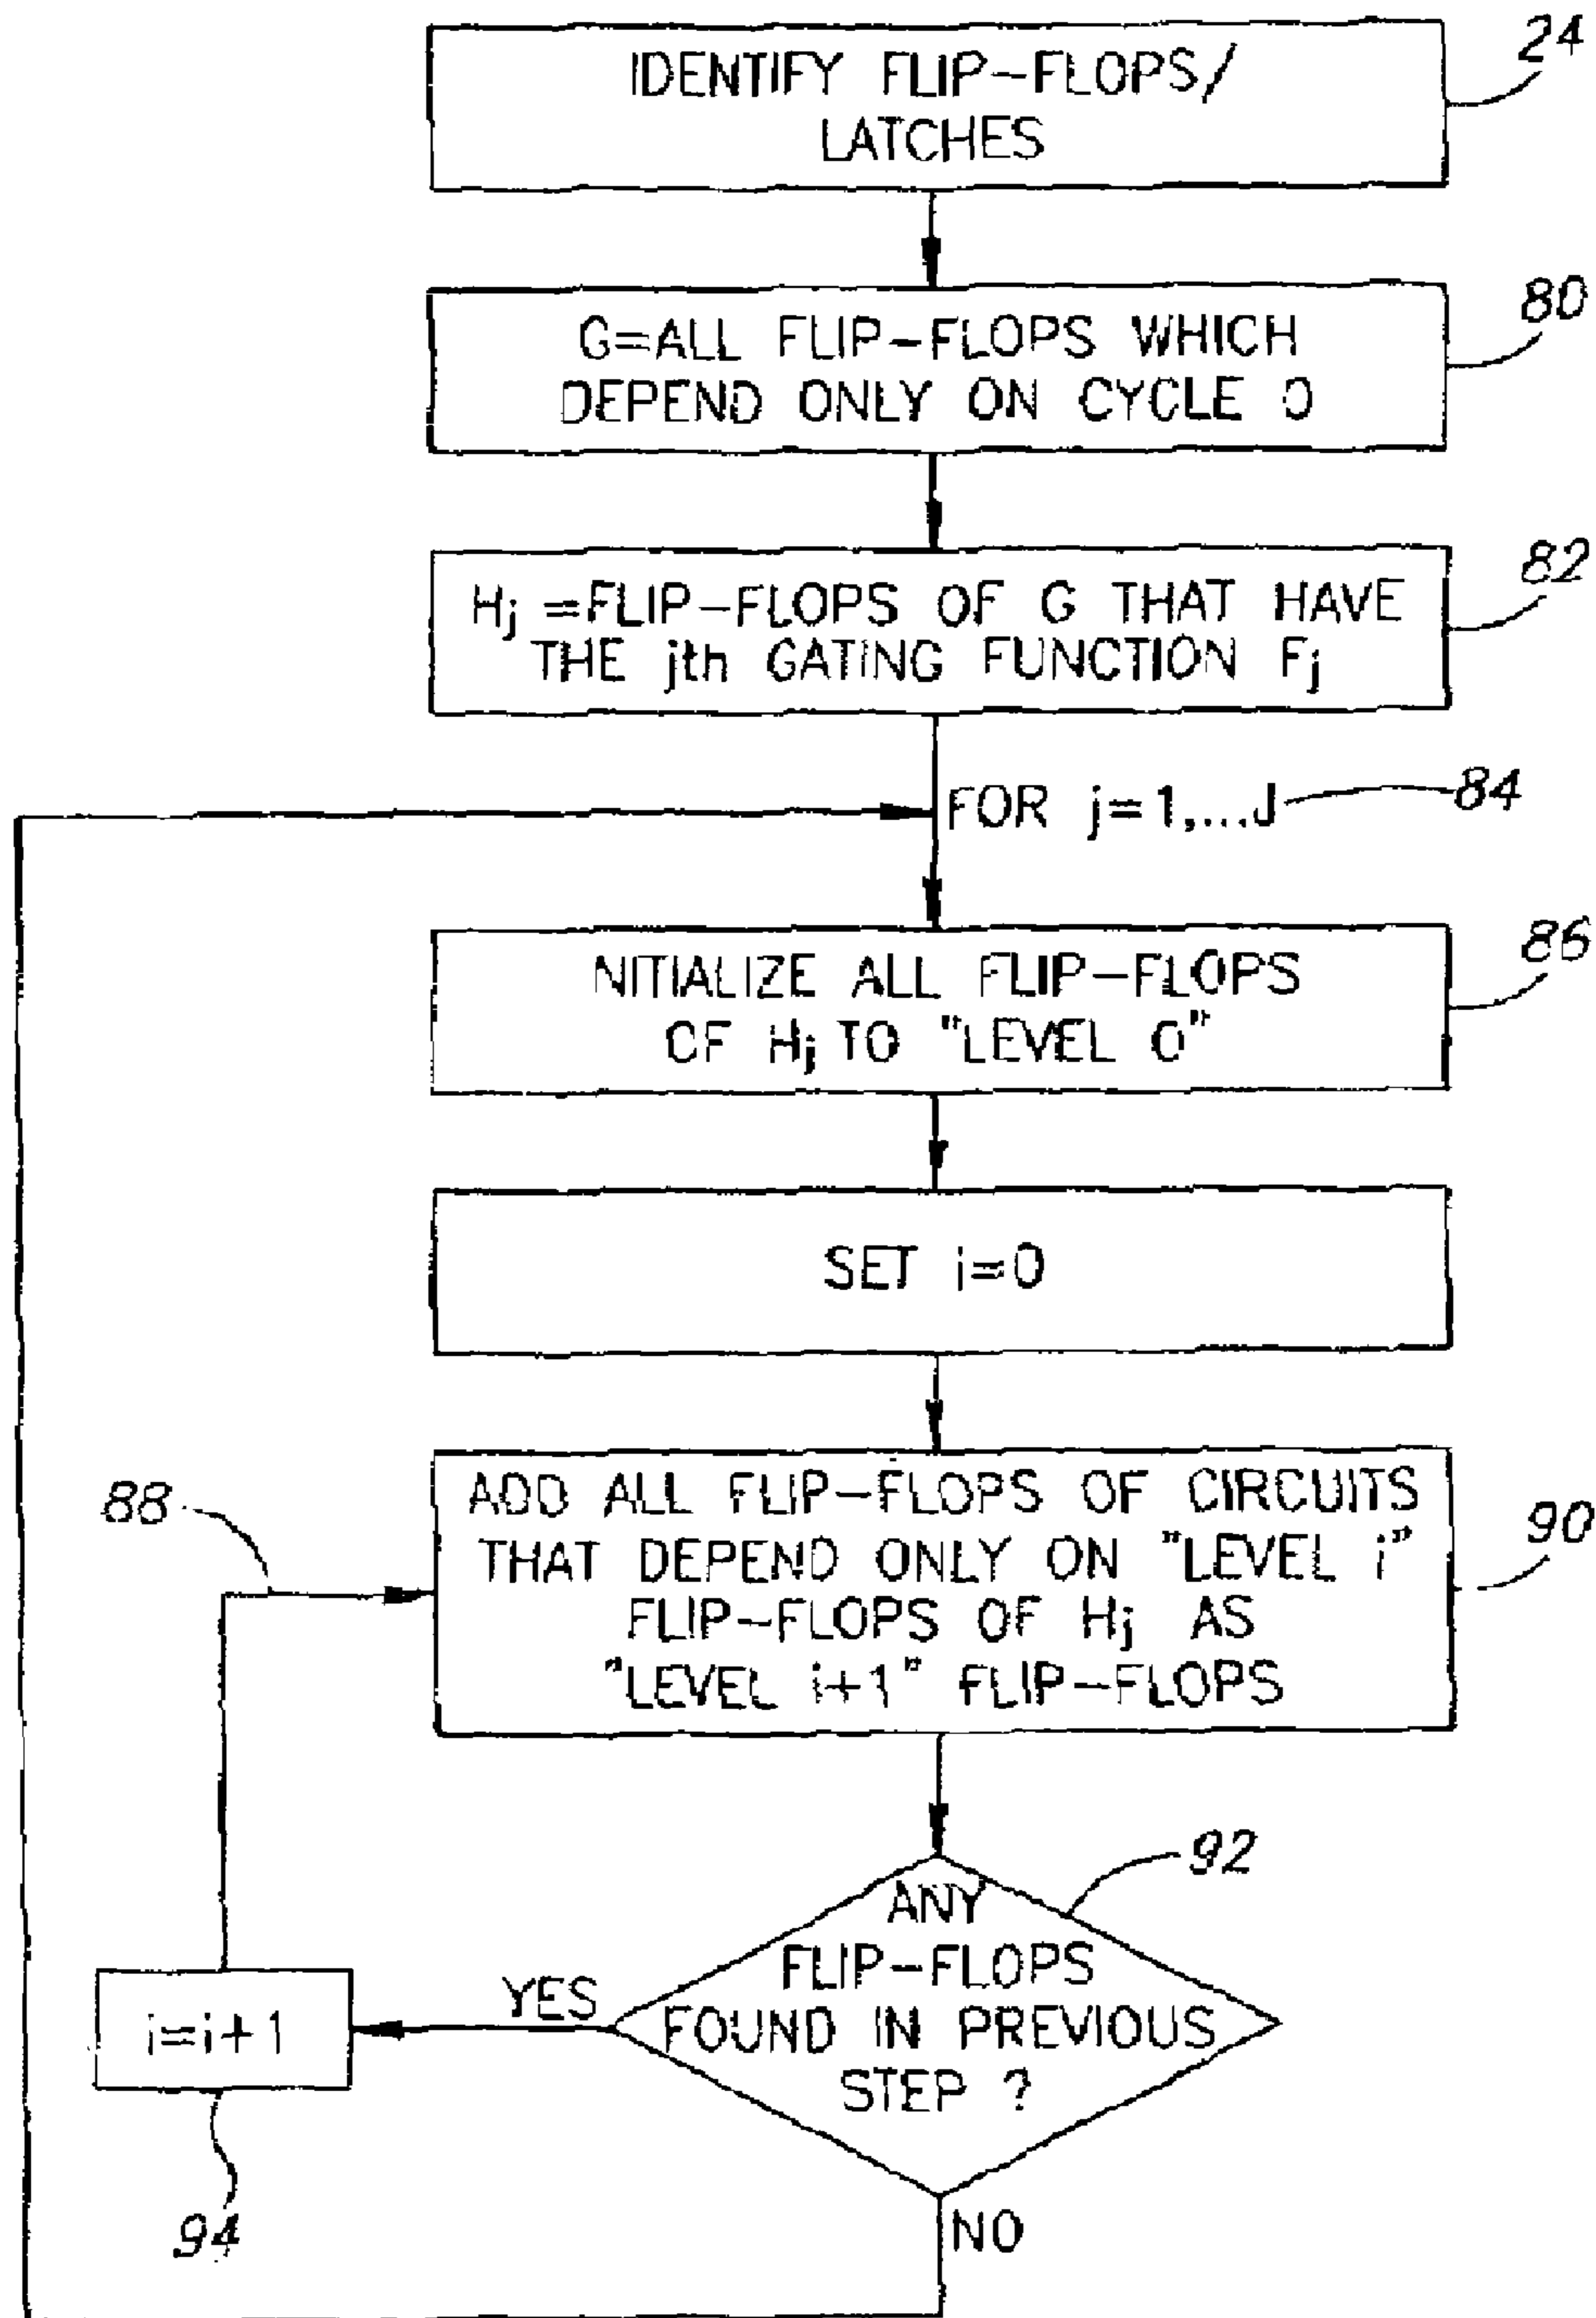 24
IDENTIFY FLIP-FLOPS/
LATCHES
80
G=ALL FLIP-FLOPS WHICH
DEPEND ONLY ON CYCLE 0
82
Hj =FLIP-FLOPS OF G THAT HAVE
THE jth GATING FUNCTION Fj
FOR j=1,...J
84
86
NITIALIZE ALL FLIP-FLOPS
OF Hj TO "LEVEL 0"
SET i=0
88
90
ADD ALL FLIP-FLOPS OF CIRCUITS
THAT DEPEND ONLY ON "LEVEL i"
FLIP-FLOPS OF Hj AS
"LEVEL i+1" FLIP-FLOPS
92
ANY
FLIP-FLOPS
FOUND IN PREVIOUS
STEP ?
YES
i=i+1
94
NO